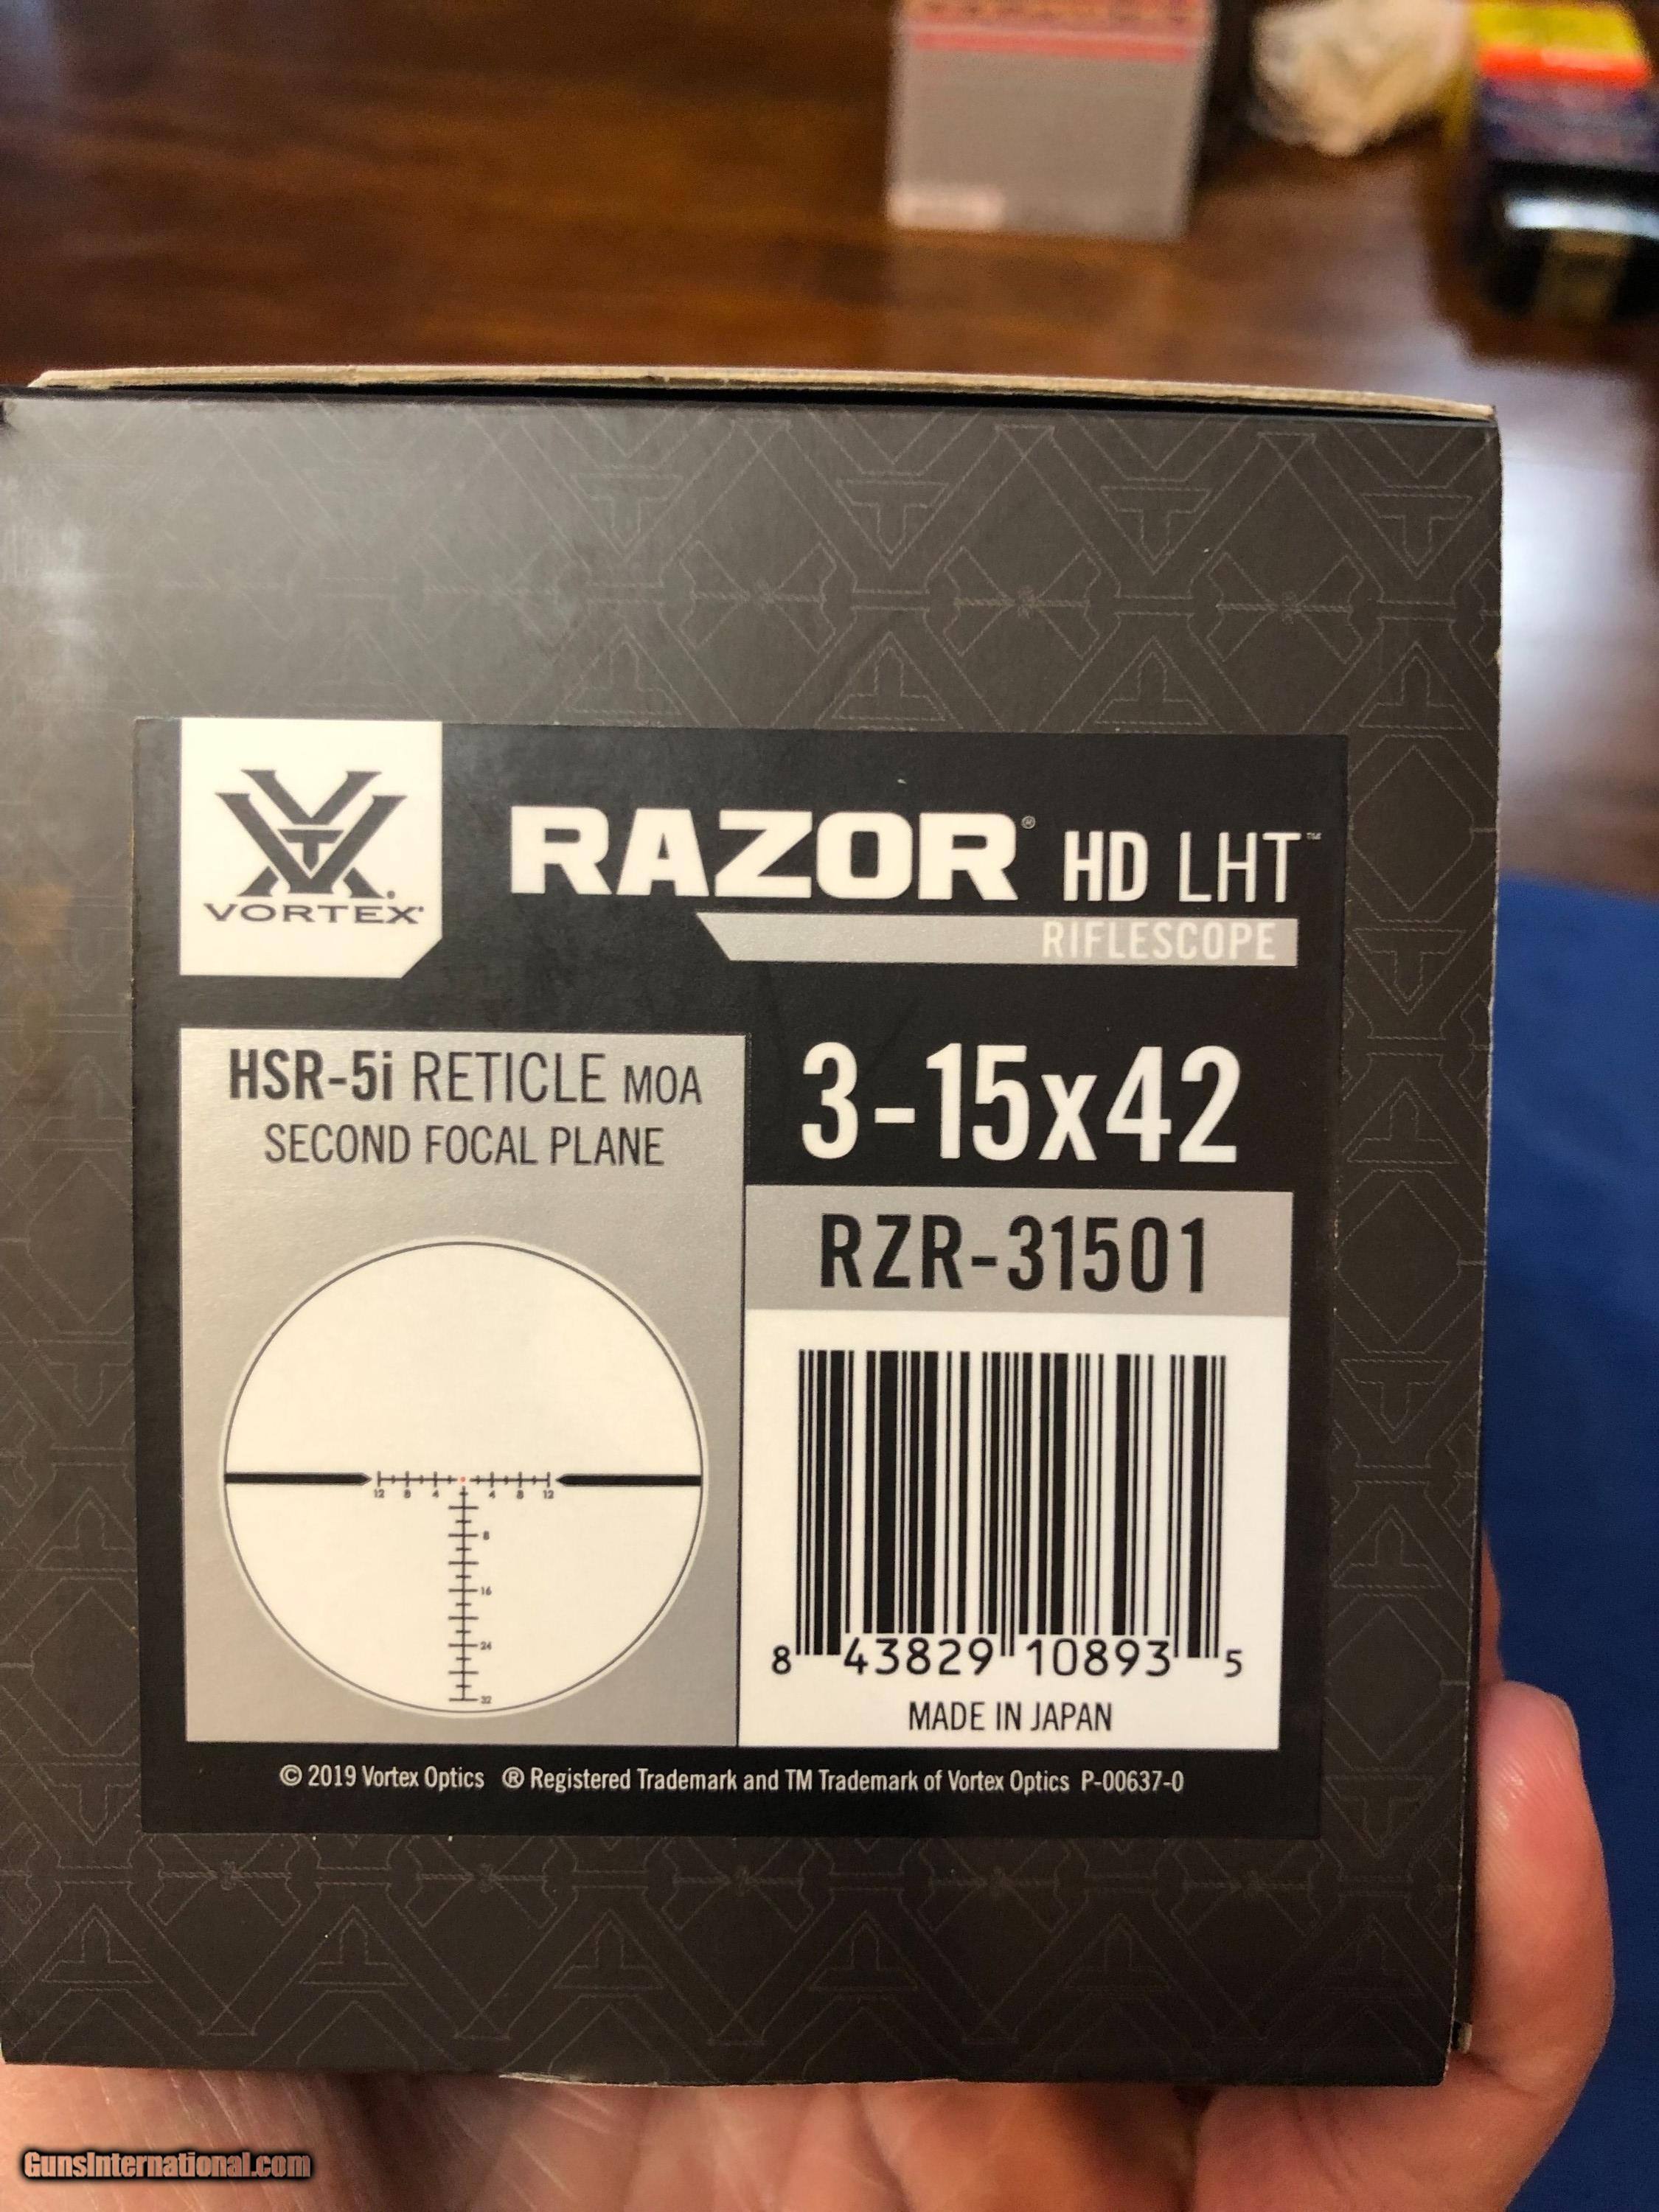 VORTEX®
RAZOR® HD LHT™
RIFLESCOPE
HSR-5i RETICLE MOA
SECOND FOCAL PLANE
3-15x42
RZR-31501
12 8 4 4 8 12
8
16
24
32
8 43829 10893 5
MADE IN JAPAN
© 2019 Vortex Optics ® Registered Trademark and TM Trademark of Vortex Optics P-00637-0
GunsInternational.com